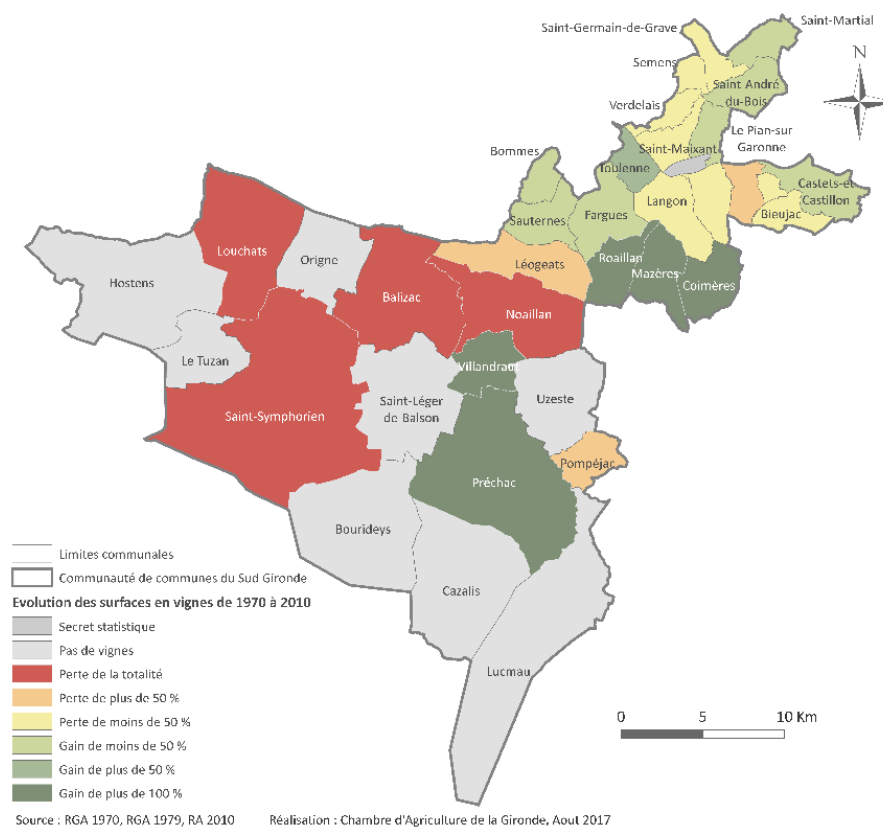 Saint-Martial
Saint-Germain-de-Grave
N
Semens
Saint André
du-Bois
Verdelais
Le Pian-sur
Garonne
Saint-Maixant
Bommes
Toulenne
Castets-et
Castillon
Langon
Bieujac
Sauternes
Fargues
Louchats
Origne
Roaillan
Léogeats
Mazères
Coimères
Hostens
Balizac
Noaillan
Le Tuzan
Villandraut
Saint-Léger
de Balson
Uzeste
Saint-Symphorien
Pompéjac
Préchac
Bourideys
Cazalis
Lucmau
Limites communales
Communauté de communes du Sud Gironde
Evolution des surfaces en vignes de 1970 à 2010
Secret statistique
Pas de vignes
Perte de la totalité
Perte de plus de 50 %
Perte de moins de 50 %
Gain de moins de 50 %
Gain de plus de 50 %
Gain de plus de 100 %
0 5 10 Km
Source : RGA 1970, RGA 1979, RA 2010 Réalisation : Chambre d'Agriculture de la Gironde, Aout 2017